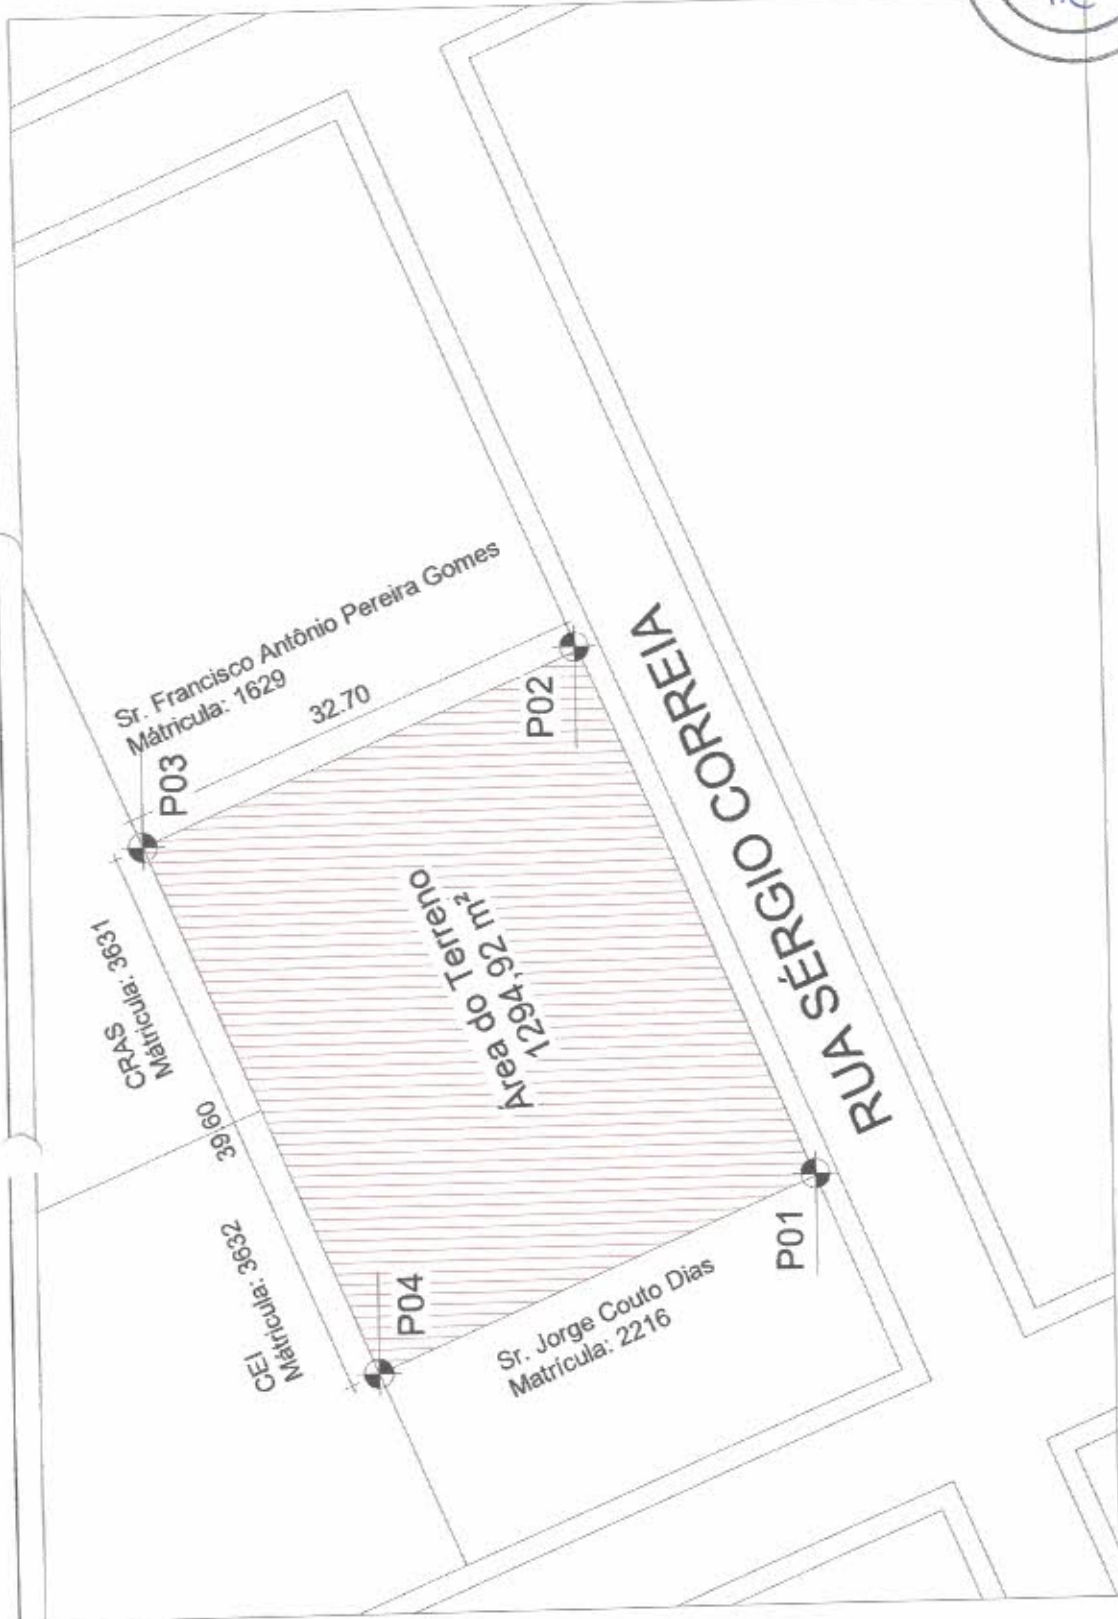 Sr. Francisco Antônio Pereira Gomes
Mátricula: 1629
32.70
P03
P02
CRAS
Mátricula: 3631
39.60
CEI
Mátricula: 3632
Área do Terreno
1294,92 m²
P04
P01
Sr. Jorge Couto Dias
Matrícula: 2216
RUA SÉRGIO CORREIA